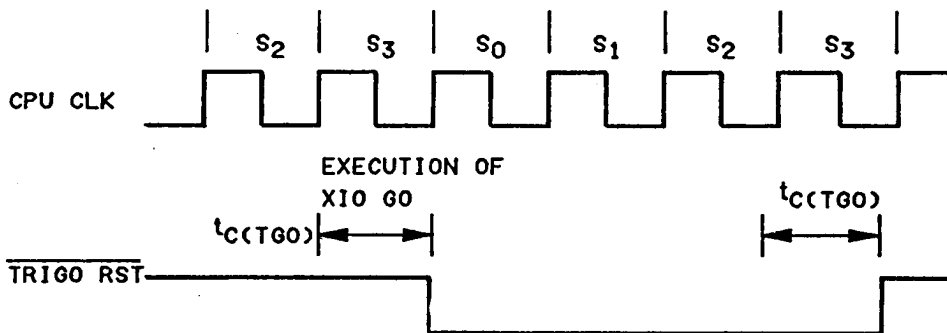 S2 S3 S0 S1 S2 S3
CPU CLK
EXECUTION OF
XIO GO
tC(TGO)
tC(TGO)
TRIGO RST